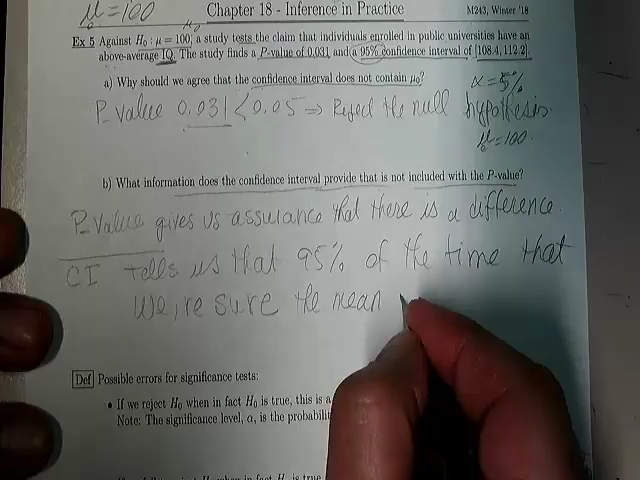 μ₀=100
Chapter 18 - Inference in Practice
M243, Winter '18
μ₀
Ex 5 Against H₀ : μ = 100, a study tests the claim that individuals enrolled in public universities have an
above-average IQ. The study finds a P-value of 0.031 and a 95% confidence interval of [108.4, 112.2].
a) Why should we agree that the confidence interval does not contain μ₀?
α=5%
P-value 0.031 < 0.05 ⇒ Reject the null hypothesis.
μ₀=100.
b) What information does the confidence interval provide that is not included with the P-value?
P-value gives us assurance that there is a difference.
CI tells us that 95% of the time that
we,re sure the mean
Def Possible errors for significance tests:
• If we reject H₀ when in fact H₀ is true, this is a
Note: The significance level, α, is the